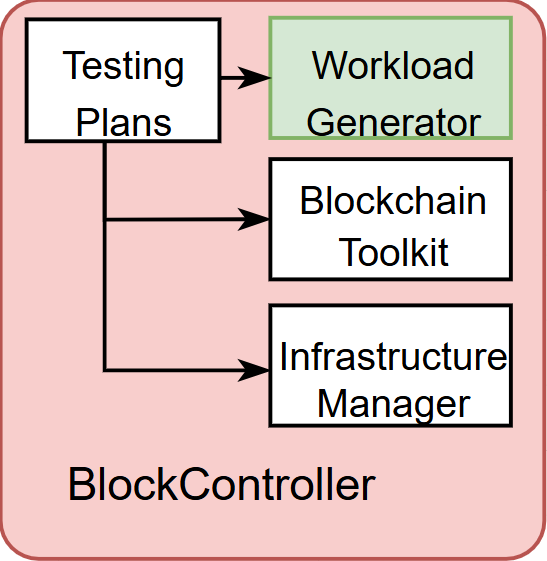 Testing
Plans
Workload
Generator
Blockchain
Toolkit
Infrastructure
Manager
BlockController